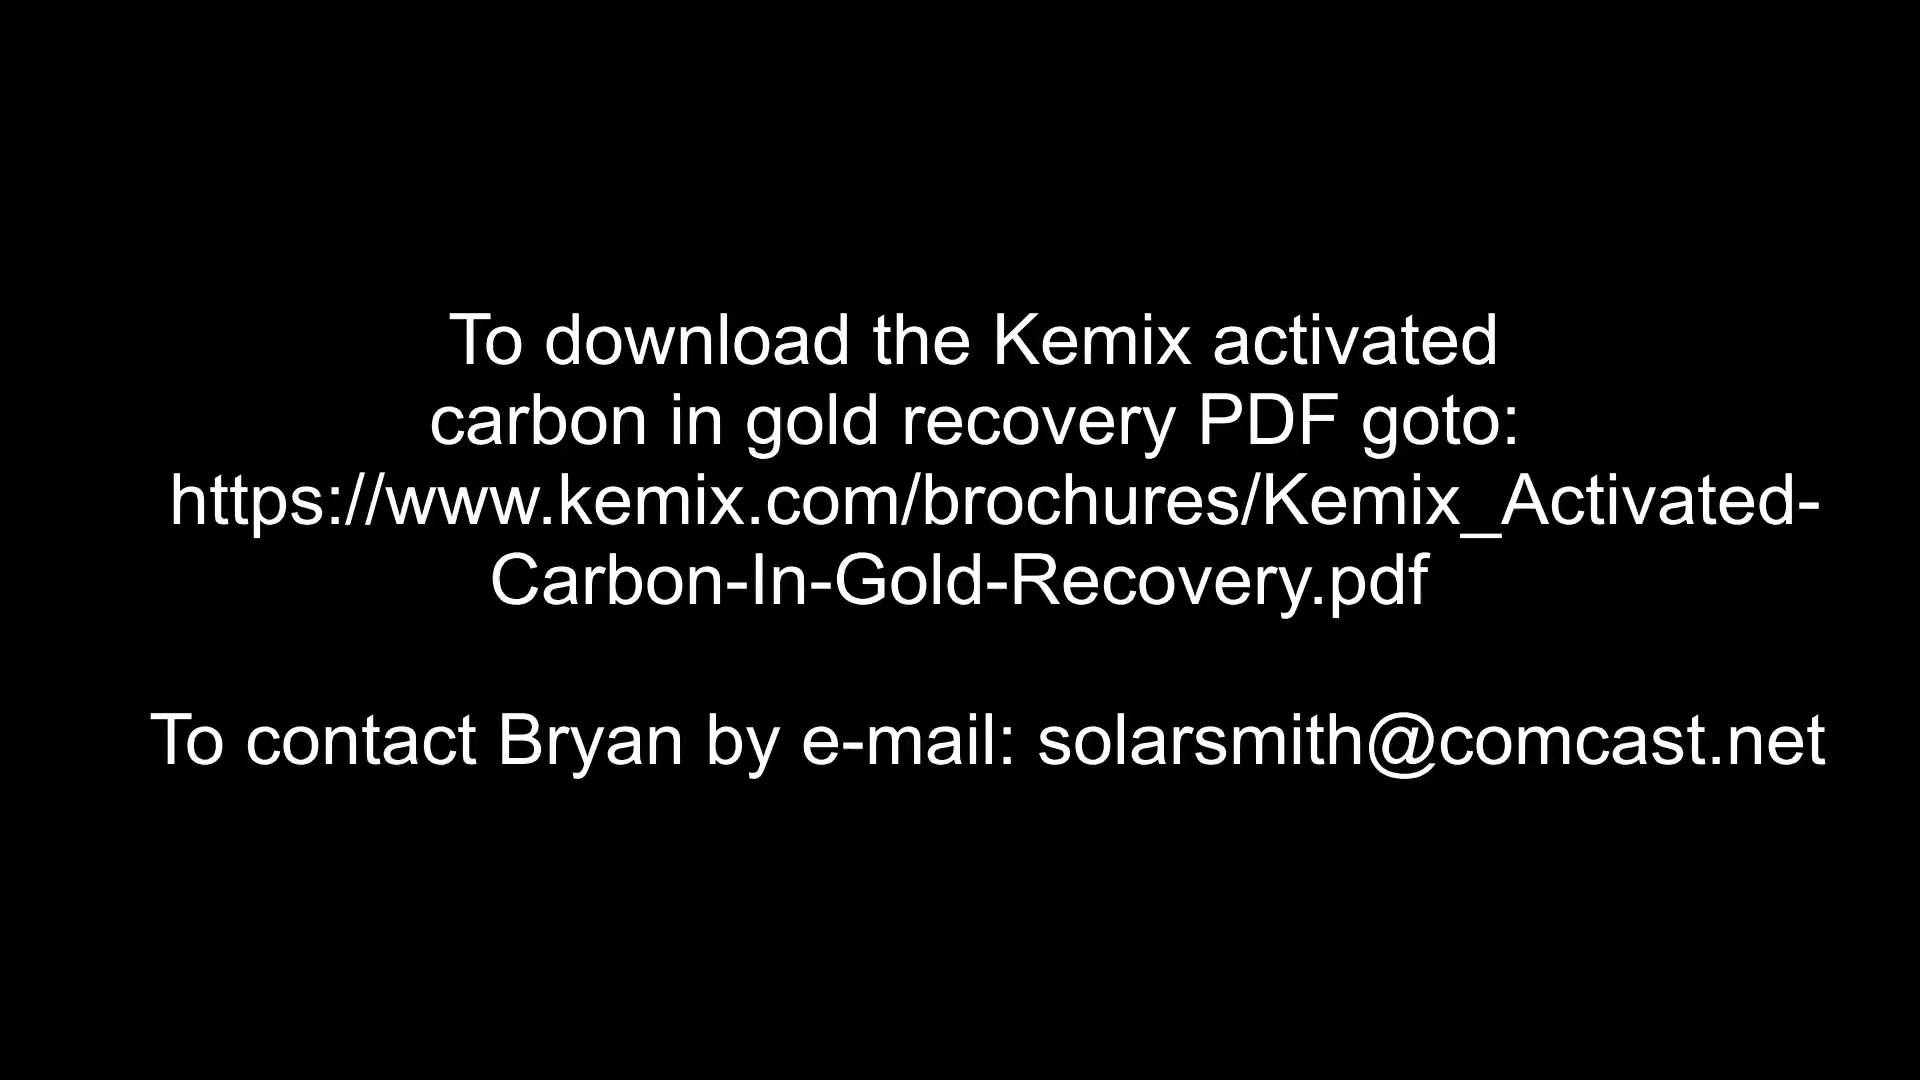 To download the Kemix activated
carbon in gold recovery PDF goto:
https://www.kemix.com/brochures/Kemix_Activated-
Carbon-In-Gold-Recovery.pdf
To contact Bryan by e-mail: solarsmith@comcast.net